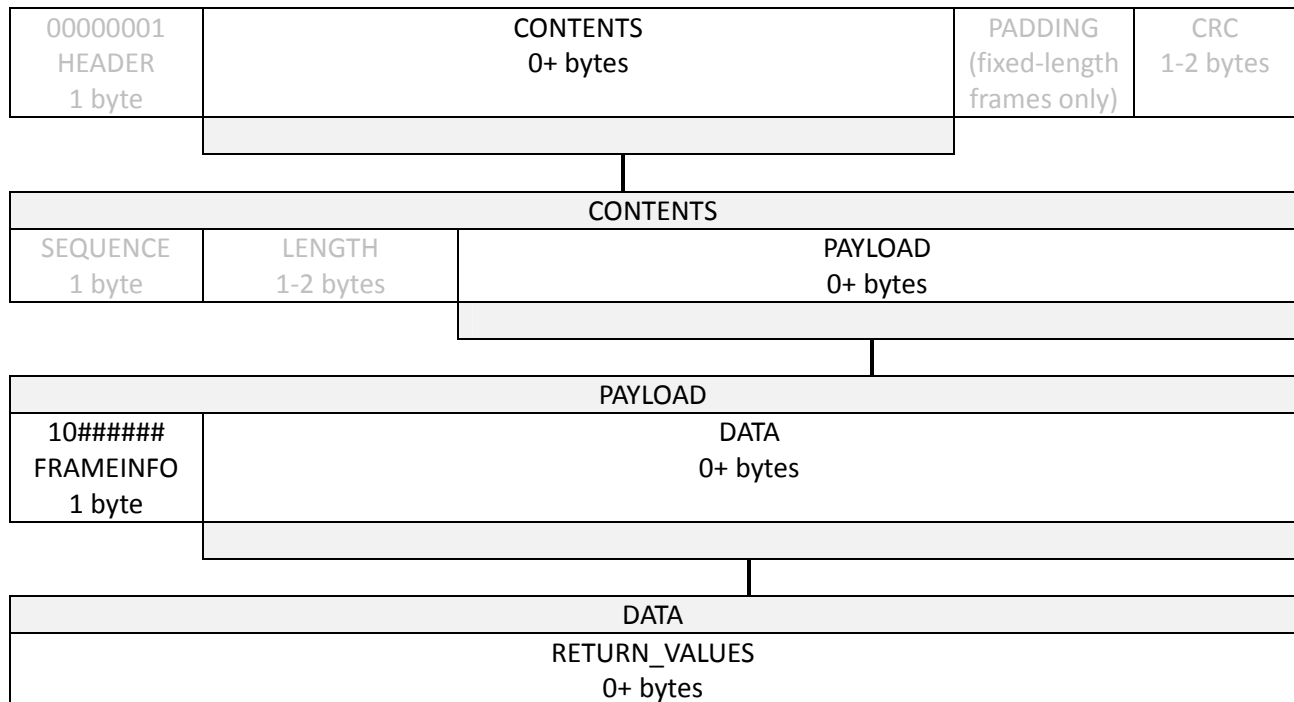 00000001
HEADER
1 byte
CONTENTS
0+ bytes
PADDING
(fixed-length
frames only)
CRC
1-2 bytes
CONTENTS
SEQUENCE
1 byte
LENGTH
1-2 bytes
PAYLOAD
0+ bytes
PAYLOAD
10######
FRAMEINFO
1 byte
DATA
0+ bytes
DATA
RETURN_VALUES
0+ bytes